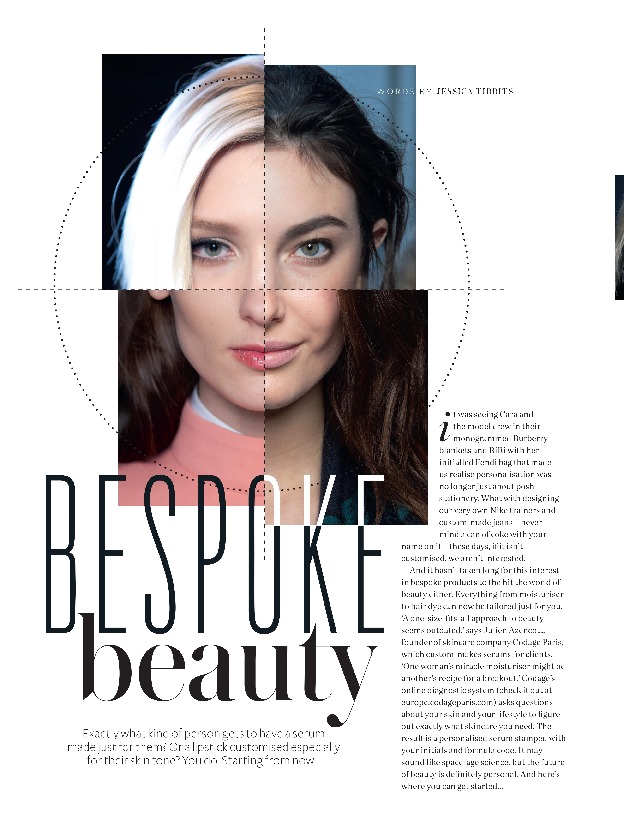 WORDS BY JESSICA TIBBITS
BESPOKE
beauty
Exactly what kind of person gets to have a serum
made just for them? Or a lipstick customised especially
for their skin tone? You do. Starting from now
it was seeing Cara and
the model crew in their
monogrammed Burberry
blankets and RiRi with her
initialled Fendi bag that made
us realise personalisation was
no longer just about posh
stationery. What with designing
our very own Nike trainers and
custom-made jeans – never
mind a can of coke with your
name on it – these days, if it isn't
customised, we aren't interested.
And it hasn't taken long for this interest
in bespoke products to the hit the world of
beauty either. Everything from moisturiser
to hair dye can now be tailored just for you.
'A one-size-fits-all approach to beauty
seems outdated,' says Julien Azencott,
founder of skincare company Codage Paris,
which custom-makes serums for clients.
'One woman's miracle moisturiser might be
another's recipe for a breakout.' Codage's
online diagnostic system (check it out at
europe.codageparis.com) asks questions
about your skin and your lifestyle to figure
out exactly what skincare you need. The
result is a personalised serum stamped with
your initials and formula code. It may
sound like space-age science, but the future
of beauty is definitely personal. And here's
where you can get started...